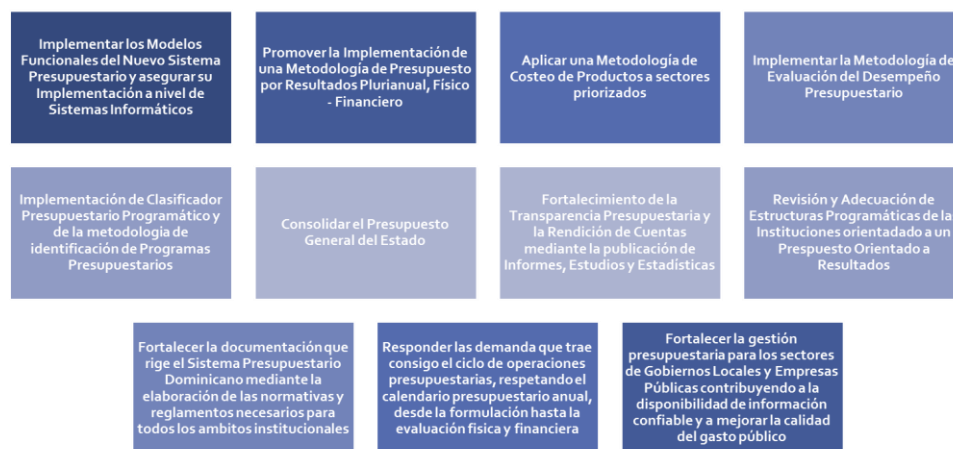 Implementar los Modelos
Funcionales del Nuevo Sistema
Presupuestario y asegurar su
Implementación a nivel de
Sistemas Informáticos
Promover la Implementación de
una Metodología de Presupuesto
por Resultados Plurianual, Físico
- Financiero
Aplicar una Metodología de
Costeo de Productos a sectores
priorizados
Implementar la Metodología de
Evaluación del Desempeño
Presupuestario
Implementación de Clasificador
Presupuestario Programático y
de la metodologia de
identificación de Programas
Presupuestarios
Consolidar el Presupuesto
General del Estado
Fortalecimiento de la
Transparencia Presupuestaria y
la Rendición de Cuentas
mediante la publicación de
Informes, Estudios y Estadísticas
Revisión y Adecuación de
Estructuras Programáticas de las
Instituciones orientadado a un
Prespuesto Orientado a
Resultados
Fortalecer la documentación que
rige el Sistema Presupuestario
Dominicano mediante la
elaboración de las normativas y
reglamentos necesarios para
todos los ambitos institucionales
Responder las demanda que trae
consigo el ciclo de operaciones
presupuestarias, respetando el
calendario presupuestario anual,
desde la formulación hasta la
evaluación fisica y financiera
Fortalecer la gestión
presupuestaria para los sectores
de Gobiernos Locales y Empresas
Públicas contribuyendo a la
disponibilidad de información
confiable y a mejorar la calidad
del gasto público